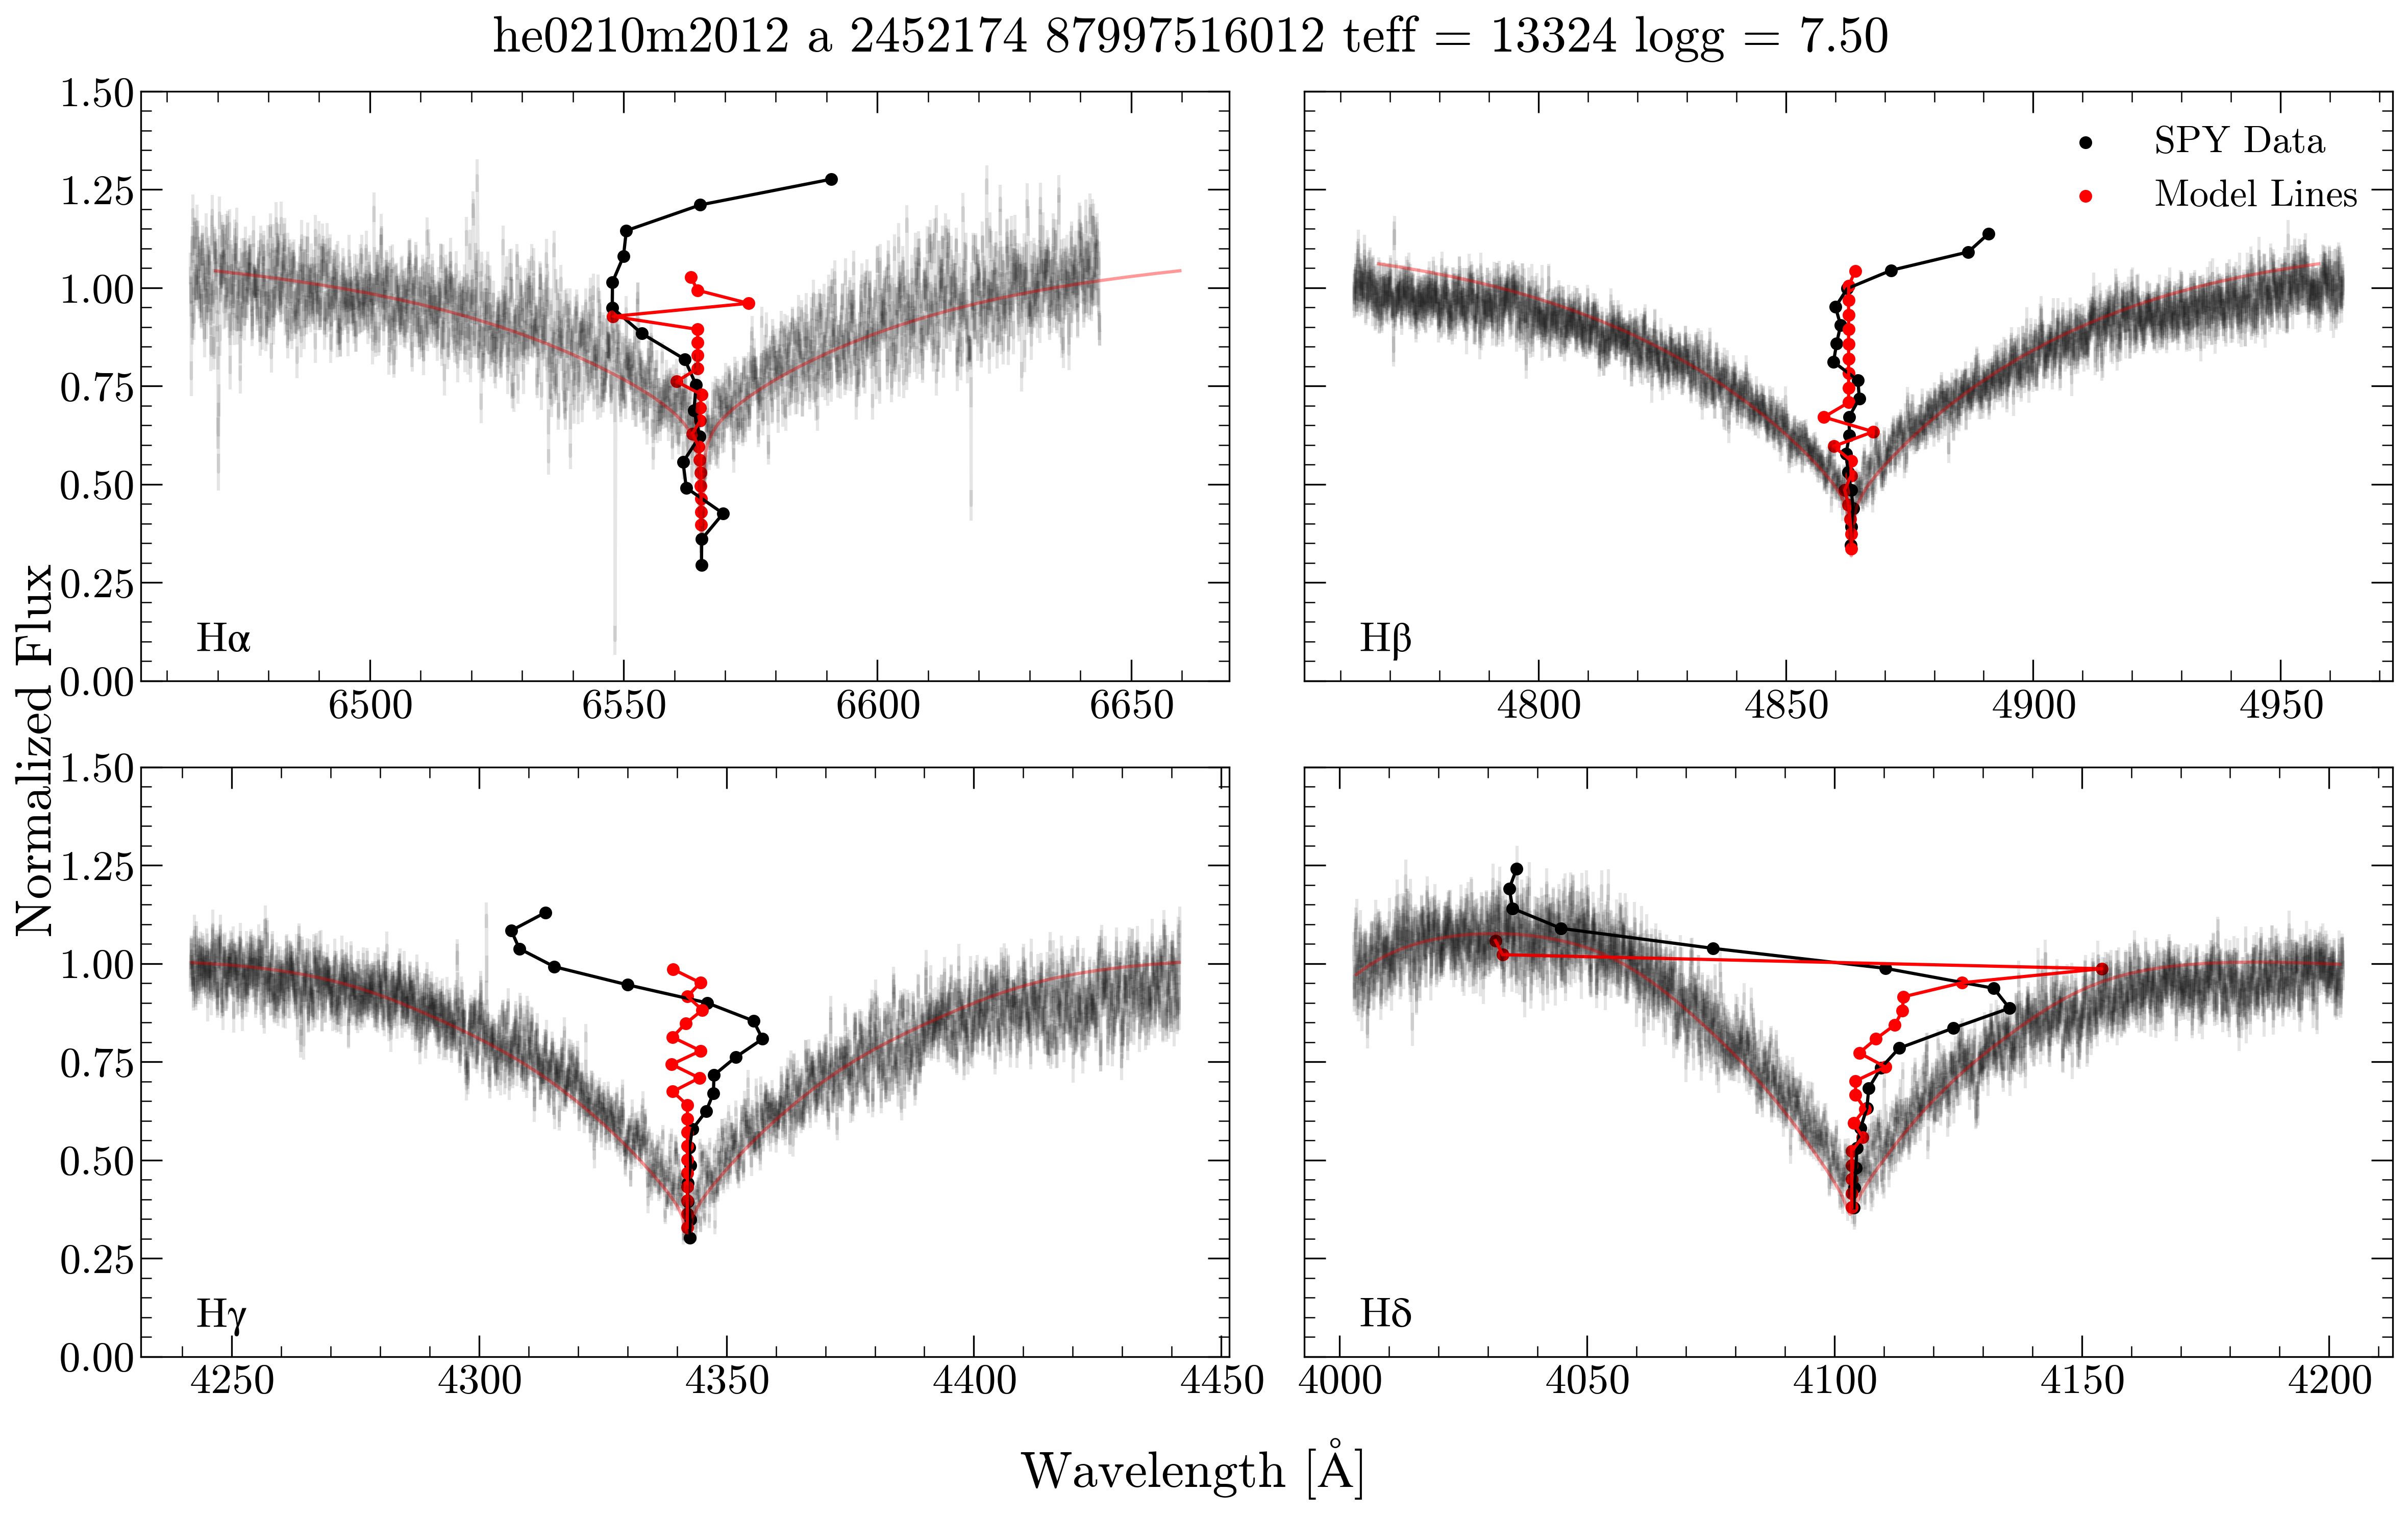 he0210m2012 a 2452174 87997516012 teff = 13324 logg = 7.50
Normalized Flux
1.50
1.25
1.00
0.75
0.50
0.25
0.00
Hα
6500 6550 6600 6650
SPY Data
Model Lines
Hβ
4800 4850 4900 4950
1.50
1.25
1.00
0.75
0.50
0.25
0.00
Hγ
4250 4300 4350 4400 4450
Hδ
4000 4050 4100 4150 4200
Wavelength [Å]